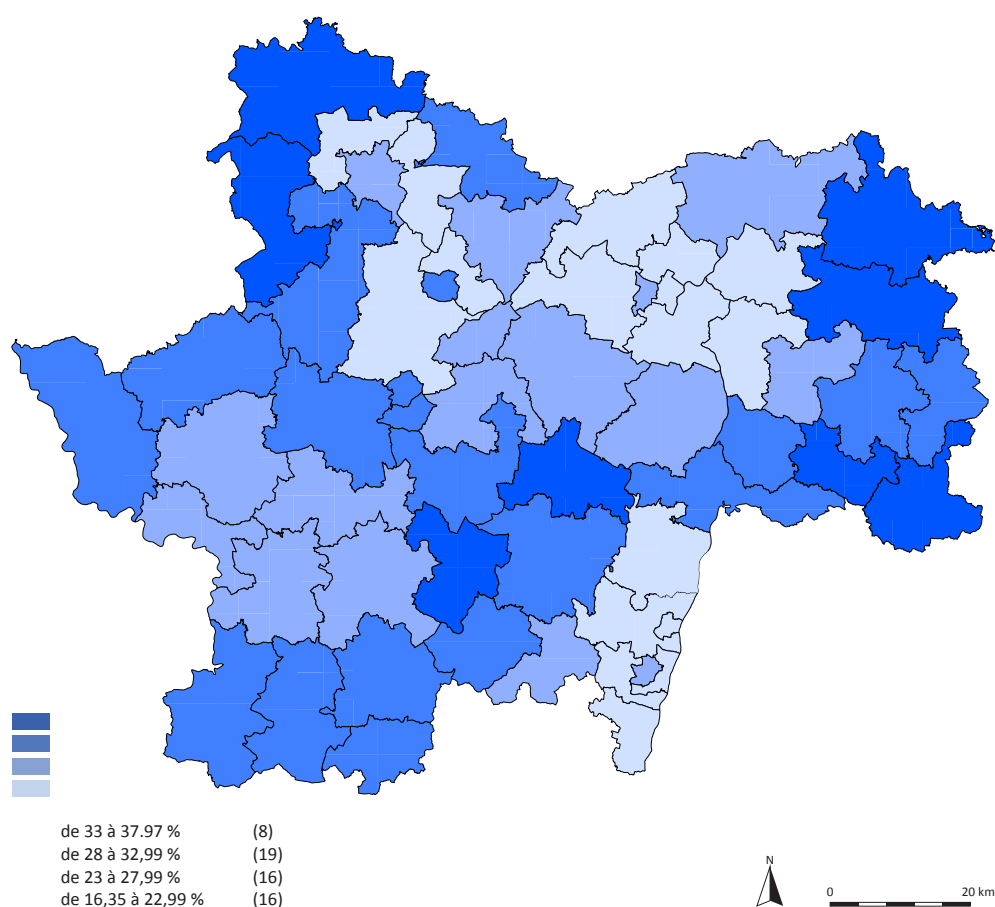 de 33 à 37.97 % (8)
de 28 à 32,99 % (19)
de 23 à 27,99 % (16)
de 16,35 à 22,99 % (16)
N
0 20 km